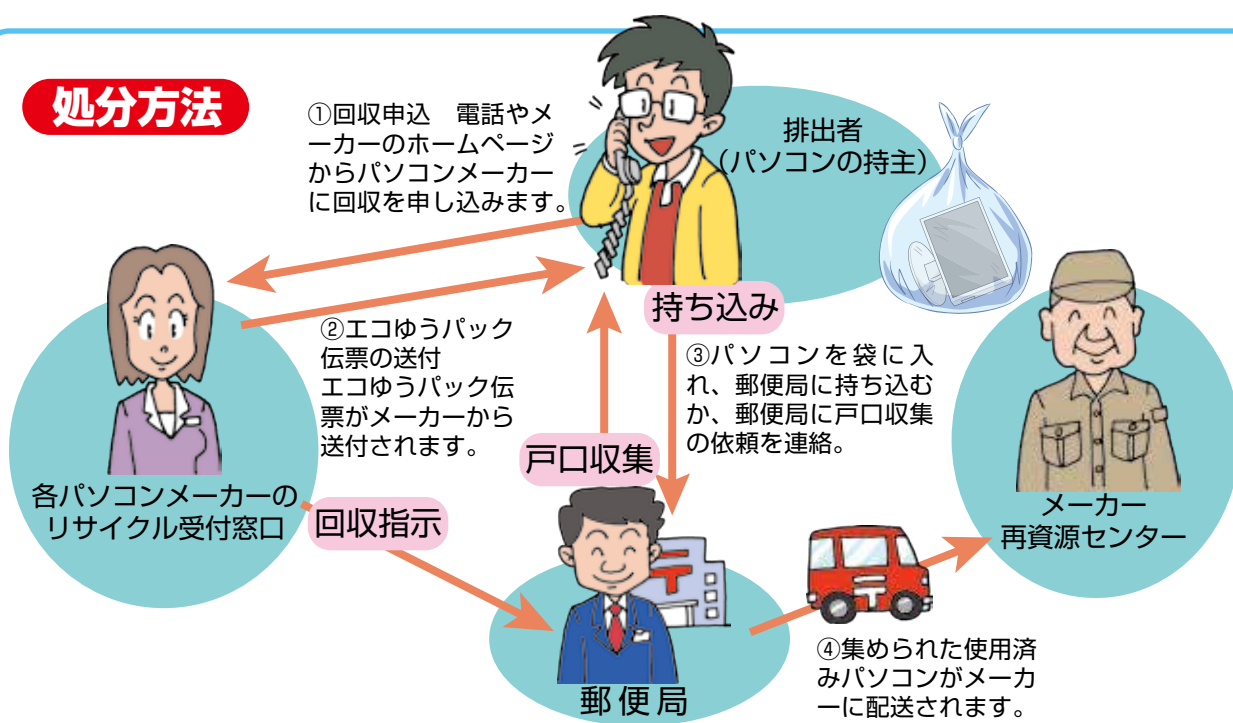 処分方法
①回収申込　電話やメ
ーカーのホームページ
からパソコンメーカー
に回収を申し込みます。
排出者
（パソコンの持主）
②エコゆうパック
伝票の送付
エコゆうパック伝
票がメーカーから
送付されます。
持ち込み
③パソコンを袋に入
れ、郵便局に持ち込む
か、郵便局に戸口収集
の依頼を連絡。
戸口収集
各パソコンメーカーの
リサイクル受付窓口
回収指示
メーカー
再資源センター
郵便局
④集められた使用済
みパソコンがメーカ
ーに配送されます。